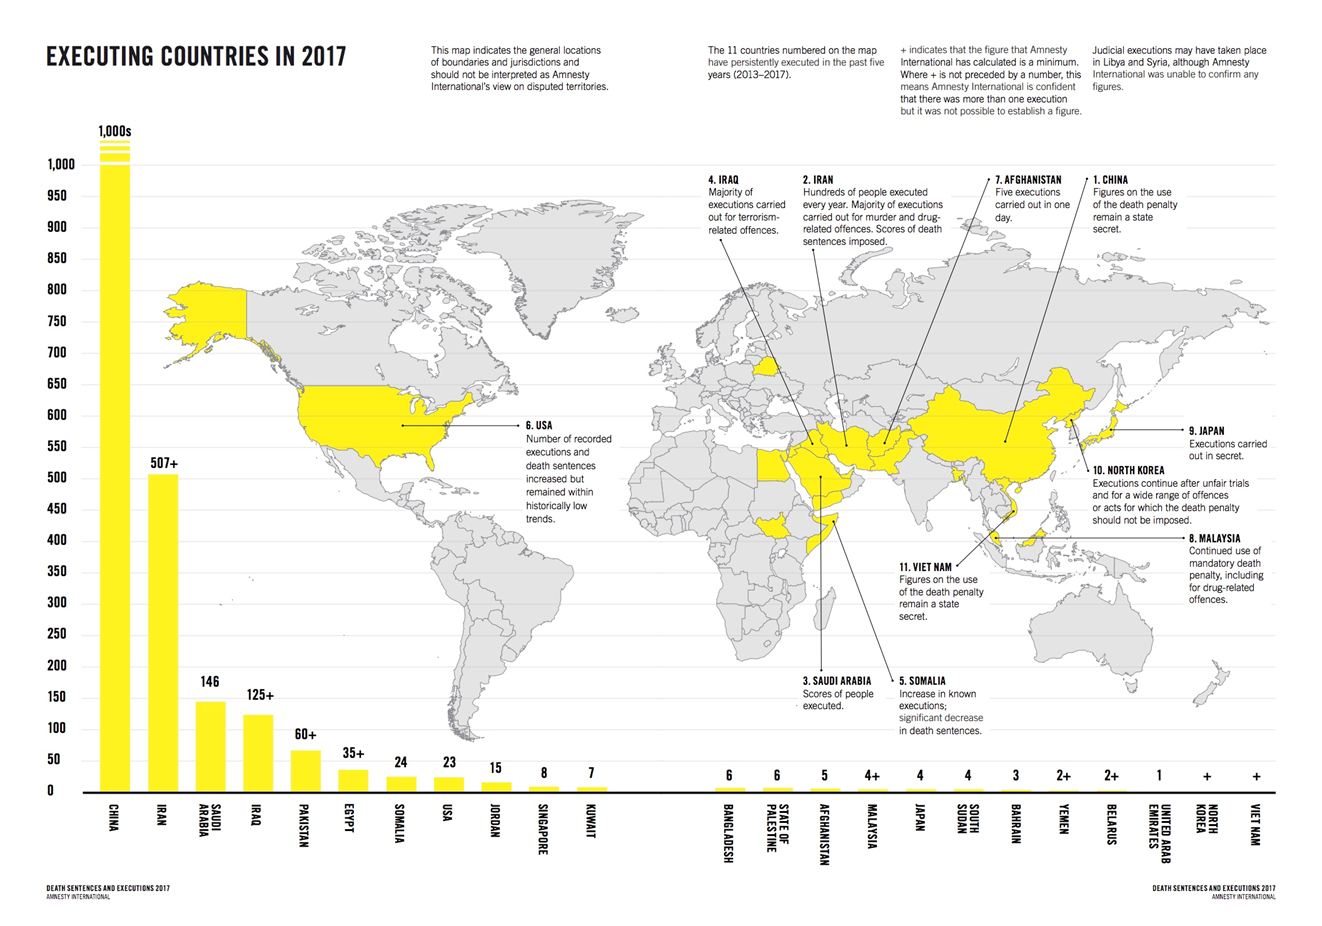 EXECUTING COUNTRIES IN 2017
This map indicates the general locations
of boundaries and jurisdictions and
should not be interpreted as Amnesty
International's view on disputed territories.
The 11 countries numbered on the map
have persistently executed in the past five
years (2013–2017).
+ indicates that the figure that Amnesty
International has calculated is a minimum.
Where + is not preceded by a number, this
means Amnesty International is confident
that there was more than one execution
but it was not possible to establish a figure.
Judicial executions may have taken place
in Libya and Syria, although Amnesty
International was unable to confirm any
figures.
1,000s
1,000
950
900
850
800
750
700
650
600
550
500
450
400
350
300
250
200
150
100
50
0
4. IRAQ
Majority of
executions carried
out for terrorism-
related offences.
2. IRAN
Hundreds of people executed
every year. Majority of executions
carried out for murder and drug-
related offences. Scores of death
sentences imposed.
7. AFGHANISTAN
Five executions
carried out in one
day.
1. CHINA
Figures on the use
of the death penalty
remain a state
secret.
6. USA
Number of recorded
executions and
death sentences
increased but
remained within
historically low
trends.
9. JAPAN
Executions carried
out in secret.
10. NORTH KOREA
Executions continue after unfair trials
and for a wide range of offences
or acts for which the death penalty
should not be imposed.
8. MALAYSIA
Continued use of
mandatory death
penalty, including
for drug-related
offences.
11. VIET NAM
Figures on the use
of the death penalty
remain a state
secret.
3. SAUDI ARABIA
Scores of people
executed.
5. SOMALIA
Increase in known
executions;
significant decrease
in death sentences.
507+
146
125+
60+
35+
24
23
15
8
7
6
6
5
4+
4
4
3
2+
2+
1
+
+
CHINA
IRAN
SAUDI
ARABIA
IRAQ
PAKISTAN
EGYPT
SOMALIA
USA
JORDAN
SINGAPORE
KUWAIT
BANGLADESH
STATE OF
PALESTINE
AFGHANISTAN
MALAYSIA
JAPAN
SOUTH
SUDAN
BAHRAIN
YEMEN
BELARUS
UNITED ARAB
EMIRATES
NORTH
KOREA
VIET NAM
DEATH SENTENCES AND EXECUTIONS 2017
AMNESTY INTERNATIONAL
DEATH SENTENCES AND EXECUTIONS 2017
AMNESTY INTERNATIONAL